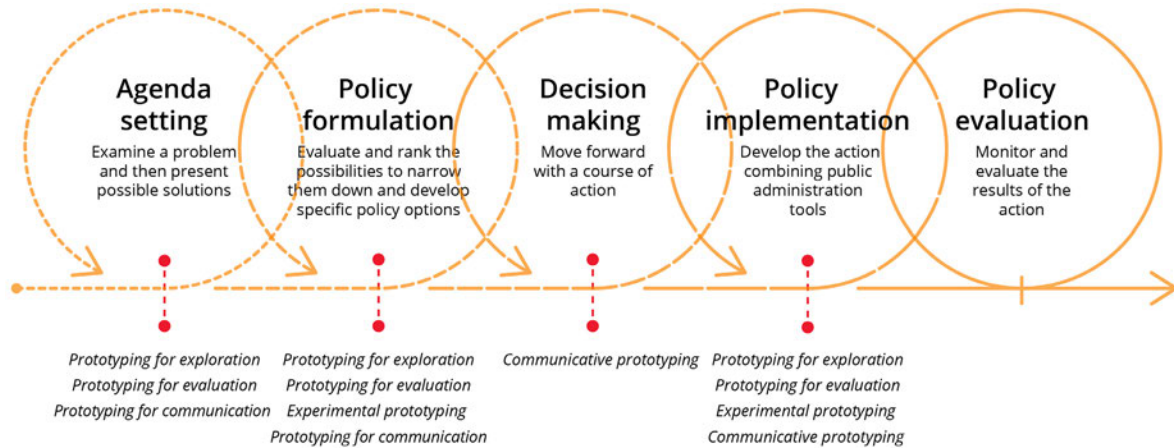 Agenda
setting
Examine a problem
and then present
possible solutions
Policy
formulation
Evaluate and rank the
possibilities to narrow
them down and develop
specific policy options
Decision
making
Move forward
with a course of
action
Policy
implementation
Develop the action
combining public
administration
tools
Policy
evaluation
Monitor and
evaluate the
results of the
action
Prototyping for exploration
Prototyping for evaluation
Prototyping for communication
Prototyping for exploration
Prototyping for evaluation
Experimental prototyping
Prototyping for communication
Communicative prototyping
Prototyping for exploration
Prototyping for evaluation
Experimental prototyping
Communicative prototyping